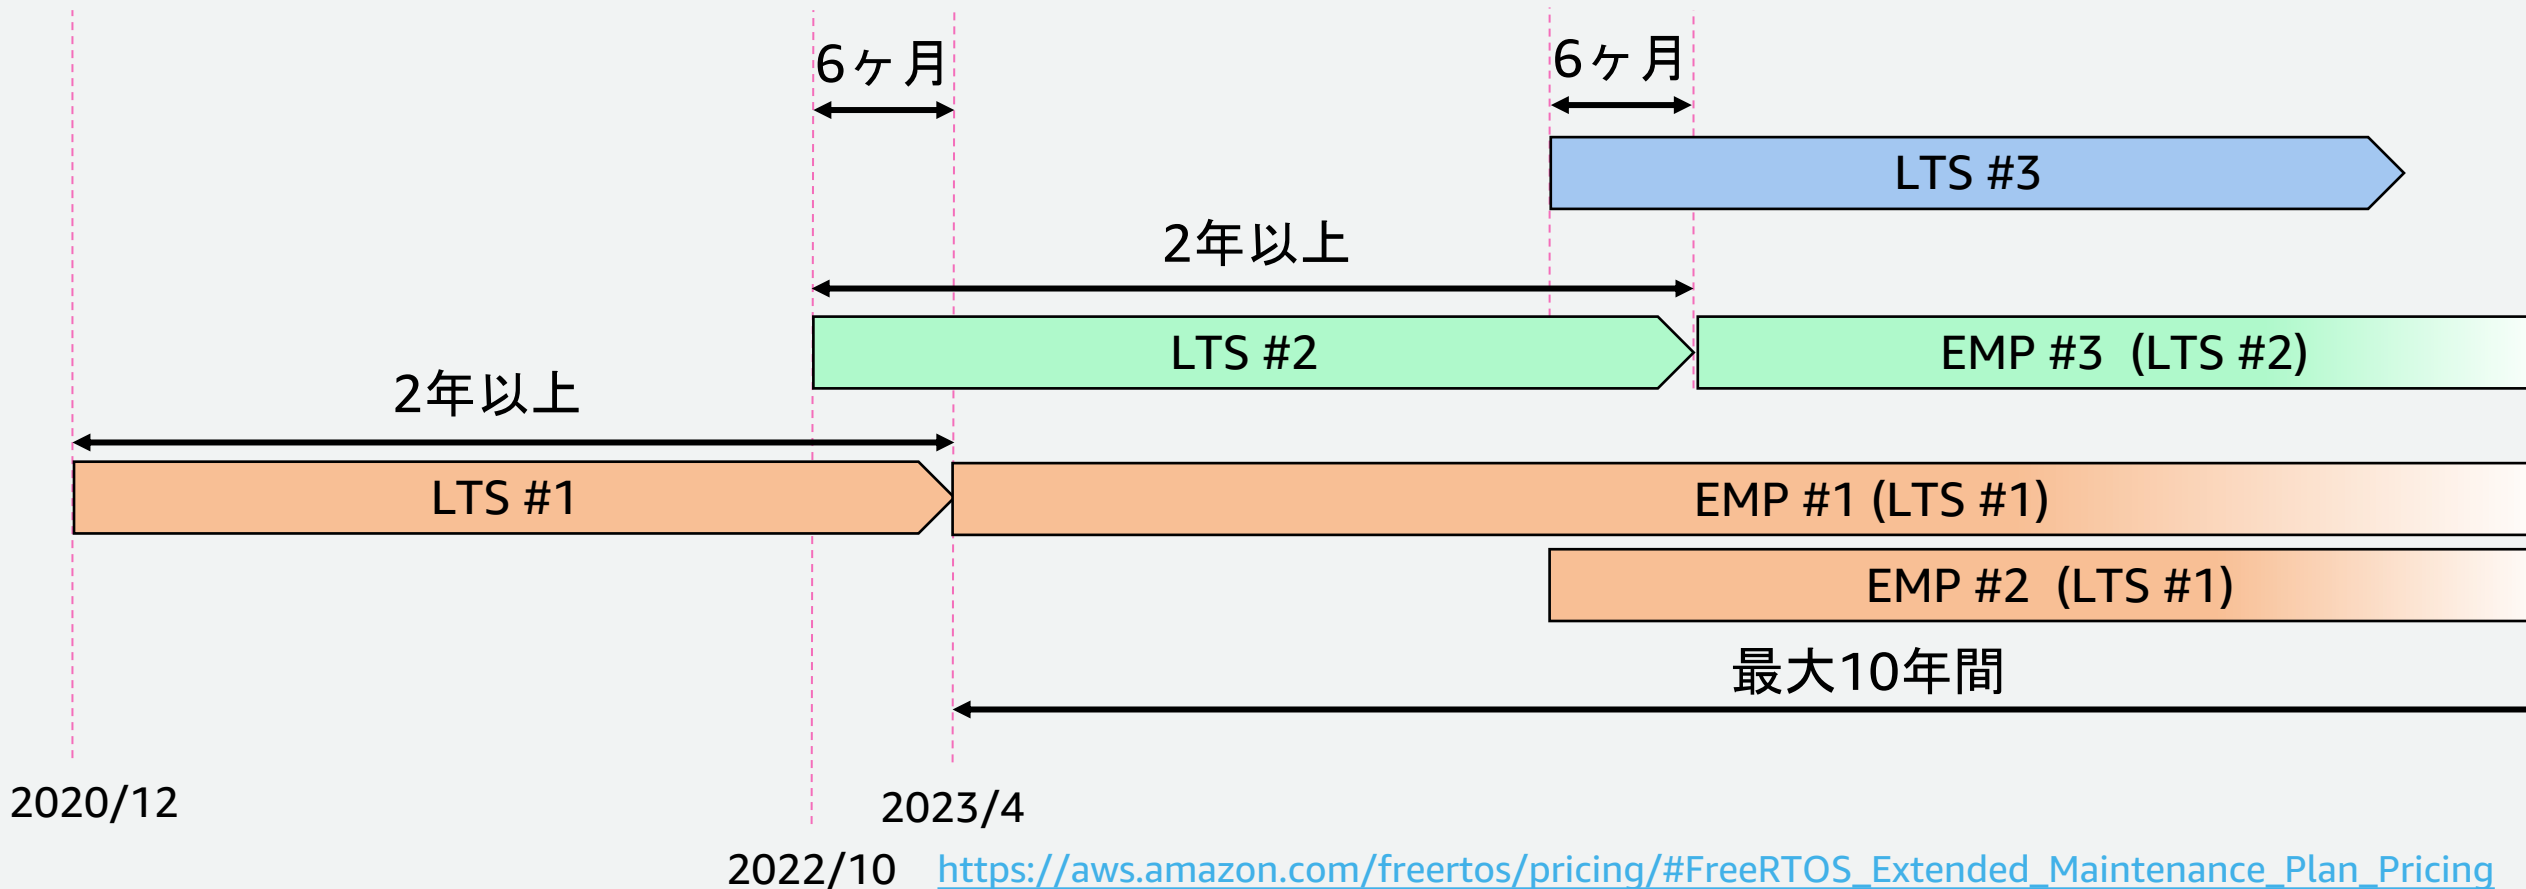 6ヶ月
6ヶ月
LTS #3
2年以上
LTS #2
EMP #3 (LTS #2)
2年以上
LTS #1
EMP #1 (LTS #1)
EMP #2 (LTS #1)
最大10年間
2020/12
2023/4
2022/10
https://aws.amazon.com/freertos/pricing/#FreeRTOS_Extended_Maintenance_Plan_Pricing